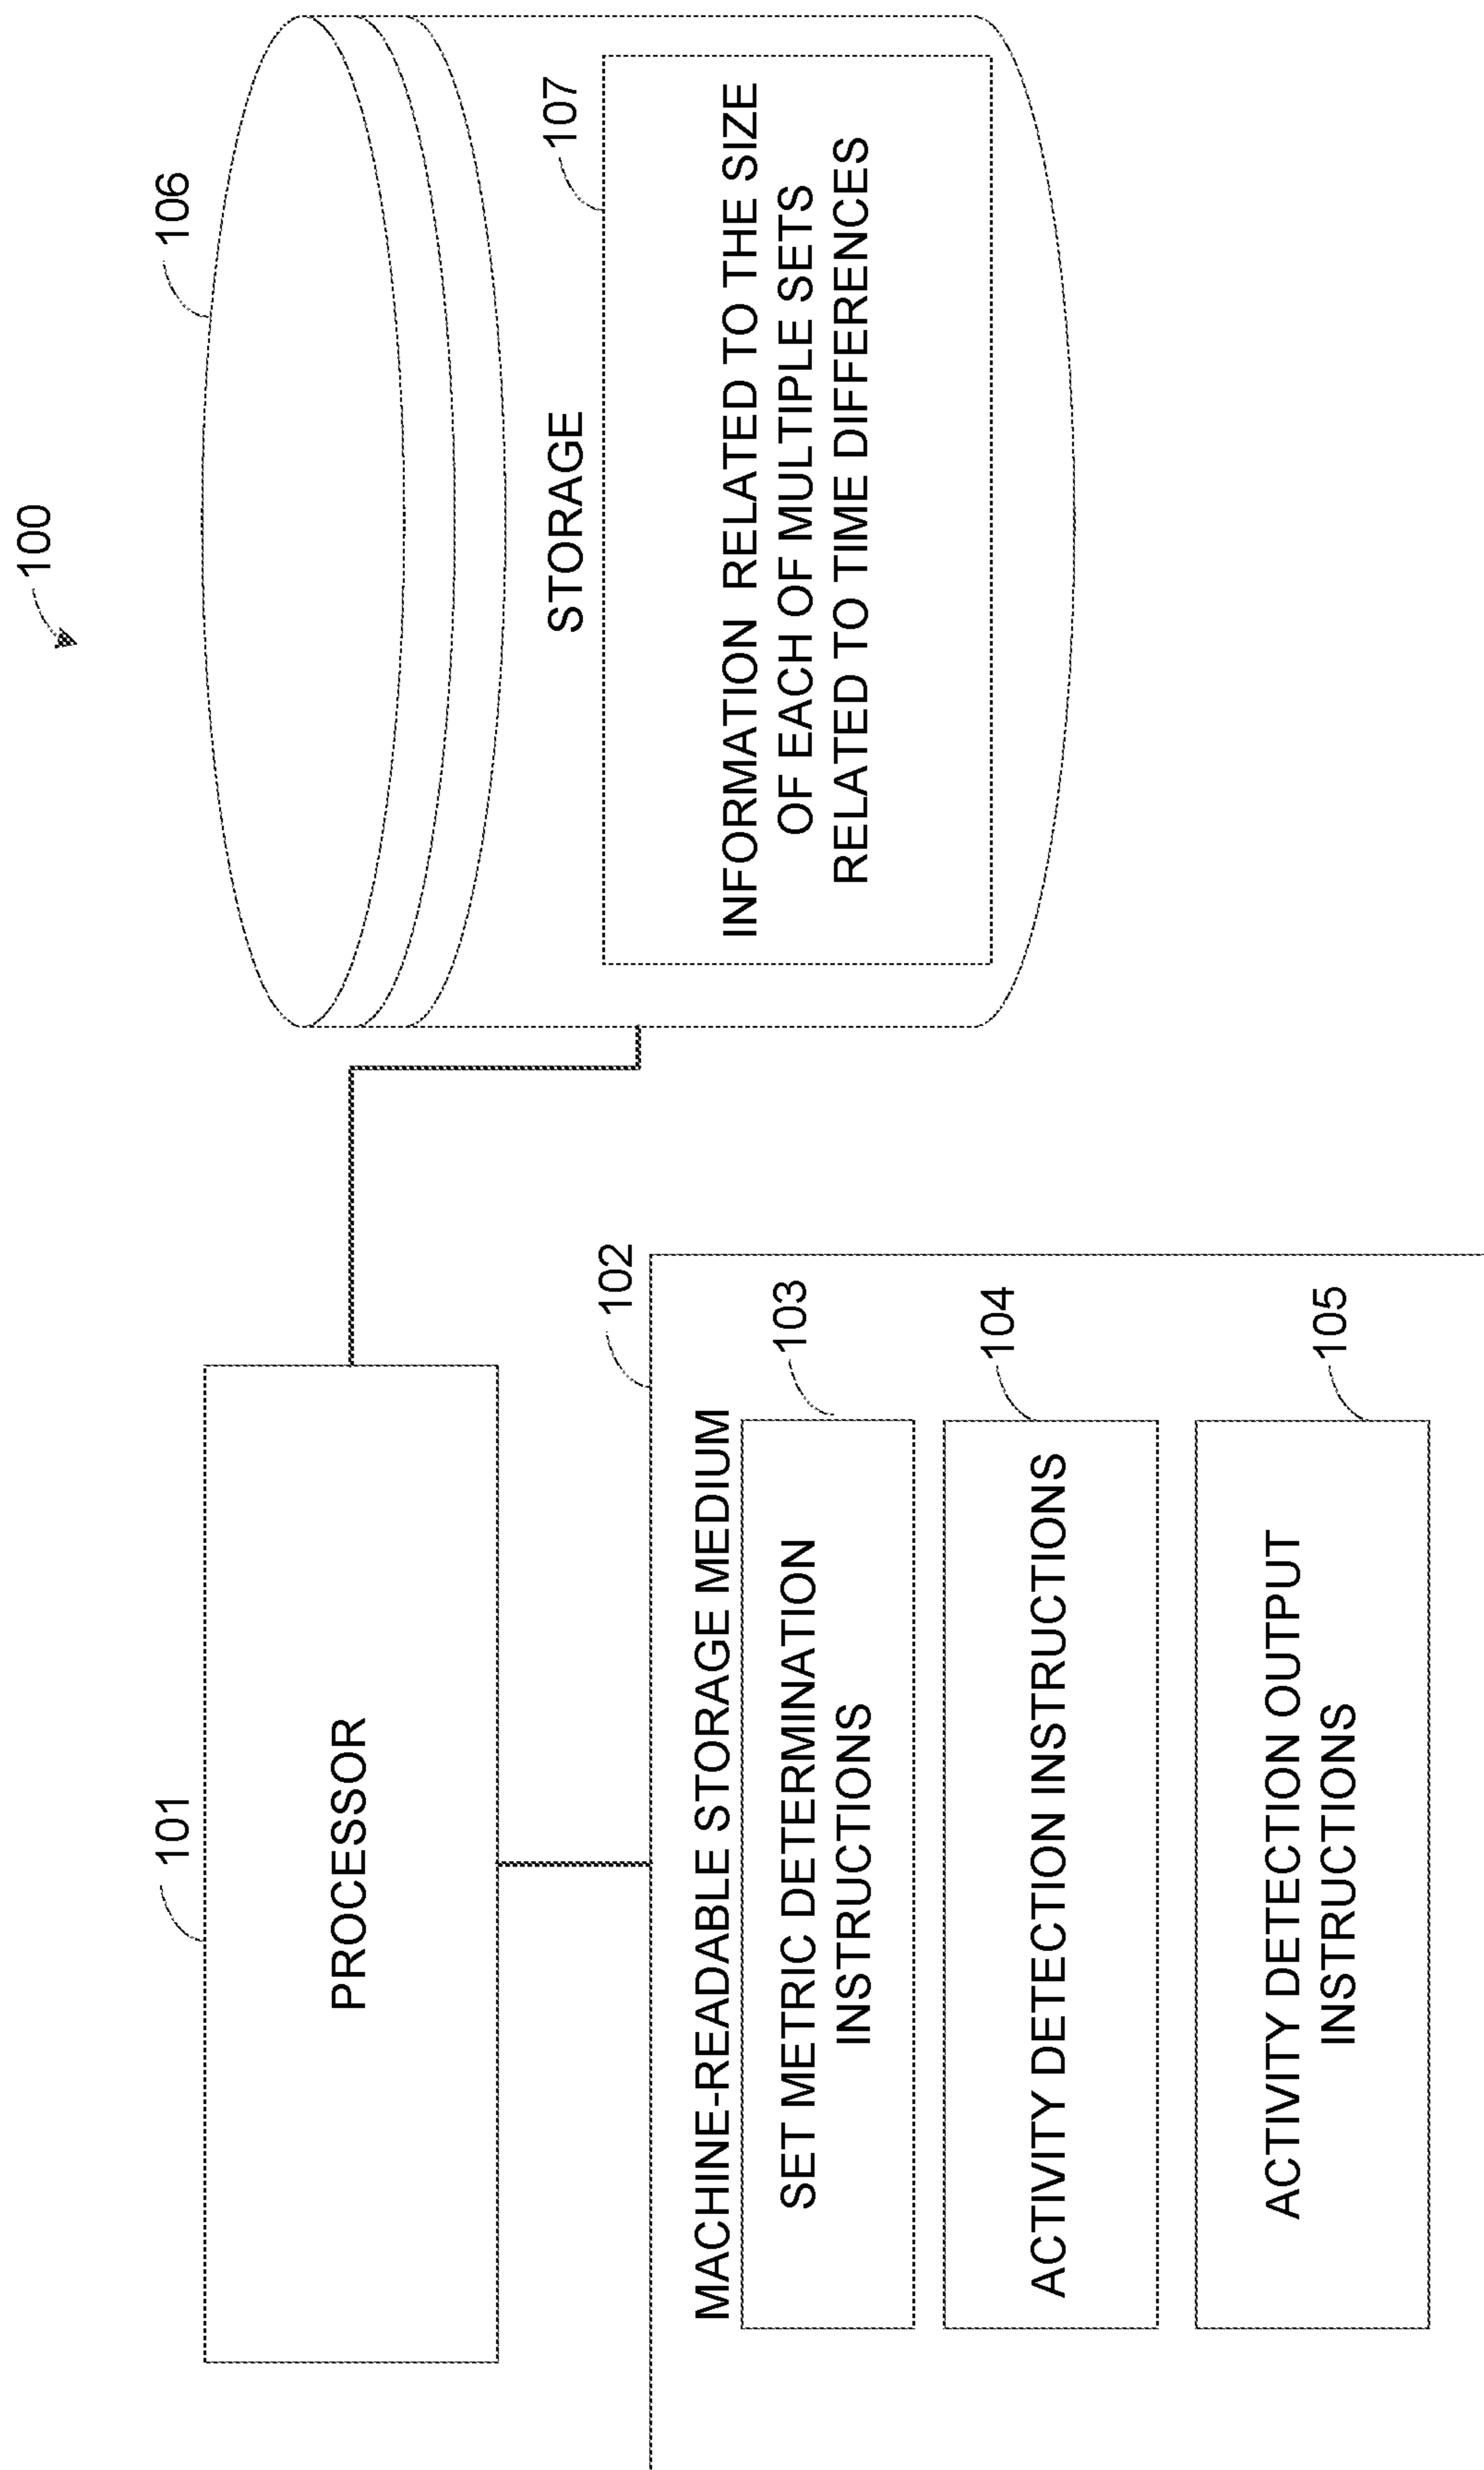 100
101
PROCESSOR
106
STORAGE
107
INFORMATION RELATED TO THE SIZE
OF EACH OF MULTIPLE SETS
RELATED TO TIME DIFFERENCES
102
MACHINE-READABLE STORAGE MEDIUM
103
SET METRIC DETERMINATION
INSTRUCTIONS
104
ACTIVITY DETECTION INSTRUCTIONS
105
ACTIVITY DETECTION OUTPUT
INSTRUCTIONS